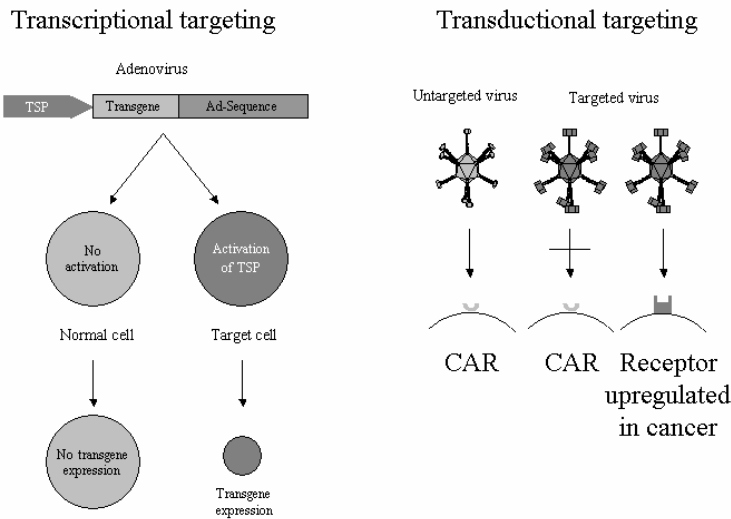 Transcriptional targeting
Adenovirus
TSP Transgene Ad-Sequence
No
activation
Activation
of TSP
Normal cell
Target cell
No transgene
expression
Transgene
expression
Transductional targeting
Untargeted virus
Targeted virus
CAR
CAR
Receptor
upregulated
in cancer